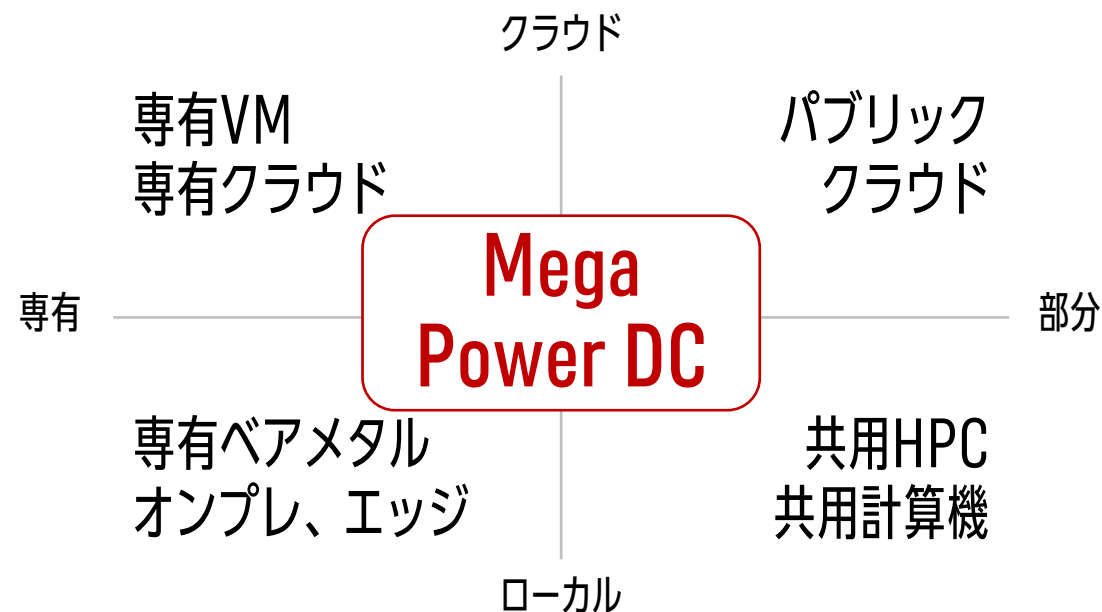 クラウド
専有VM
専有クラウド
パブリック
クラウド
Mega
Power DC
専有
部分
専有ベアメタル
オンプレ、エッジ
共用HPC
共用計算機
ローカル